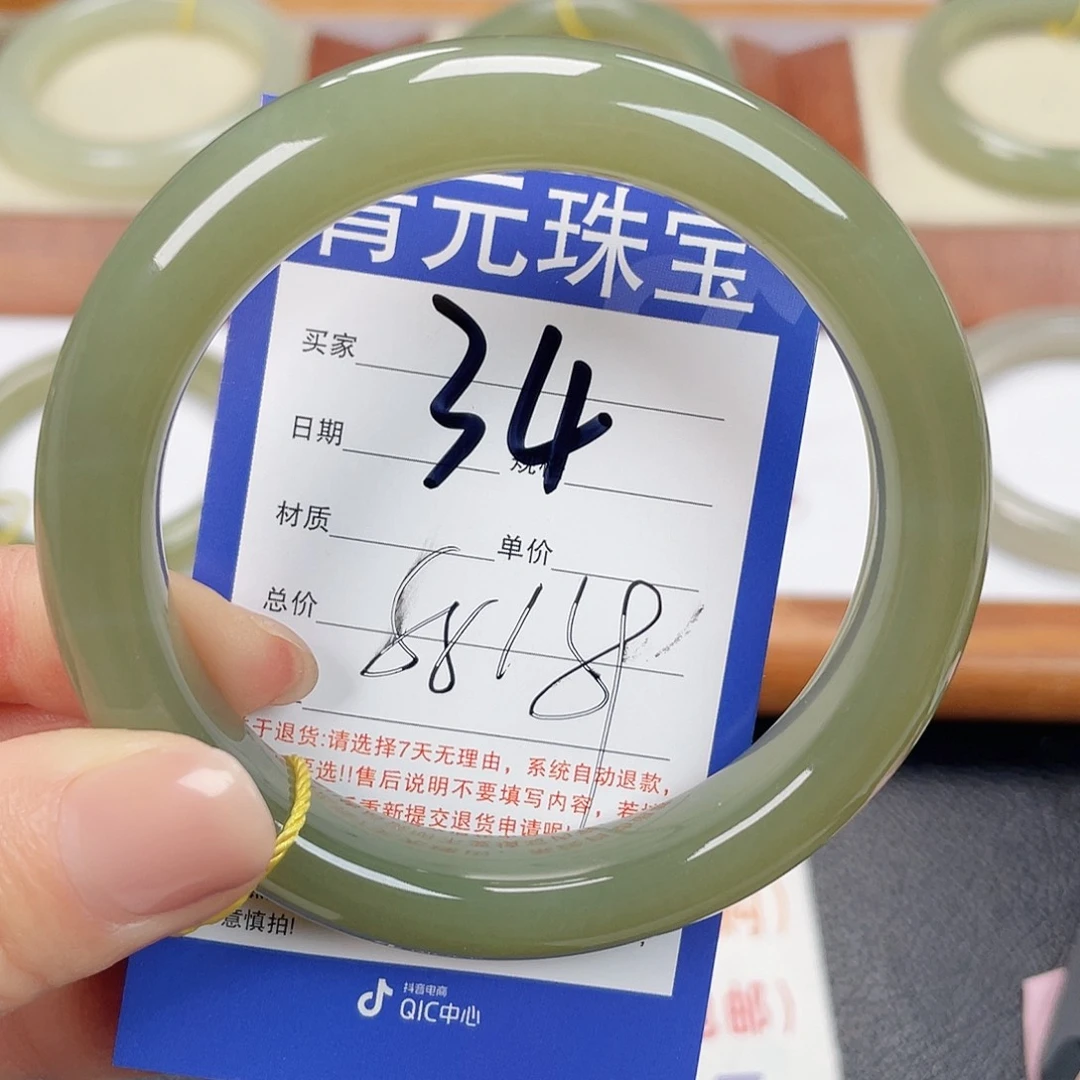 元珠宝
34
买家
日期
材质 单价
总价
8818
于退货:请选择7天无理由，系统自动退款，
选!!售后说明不要填写内容，若
重新提交退货申请呢!
意慎拍!
抖音电商
QIC中心